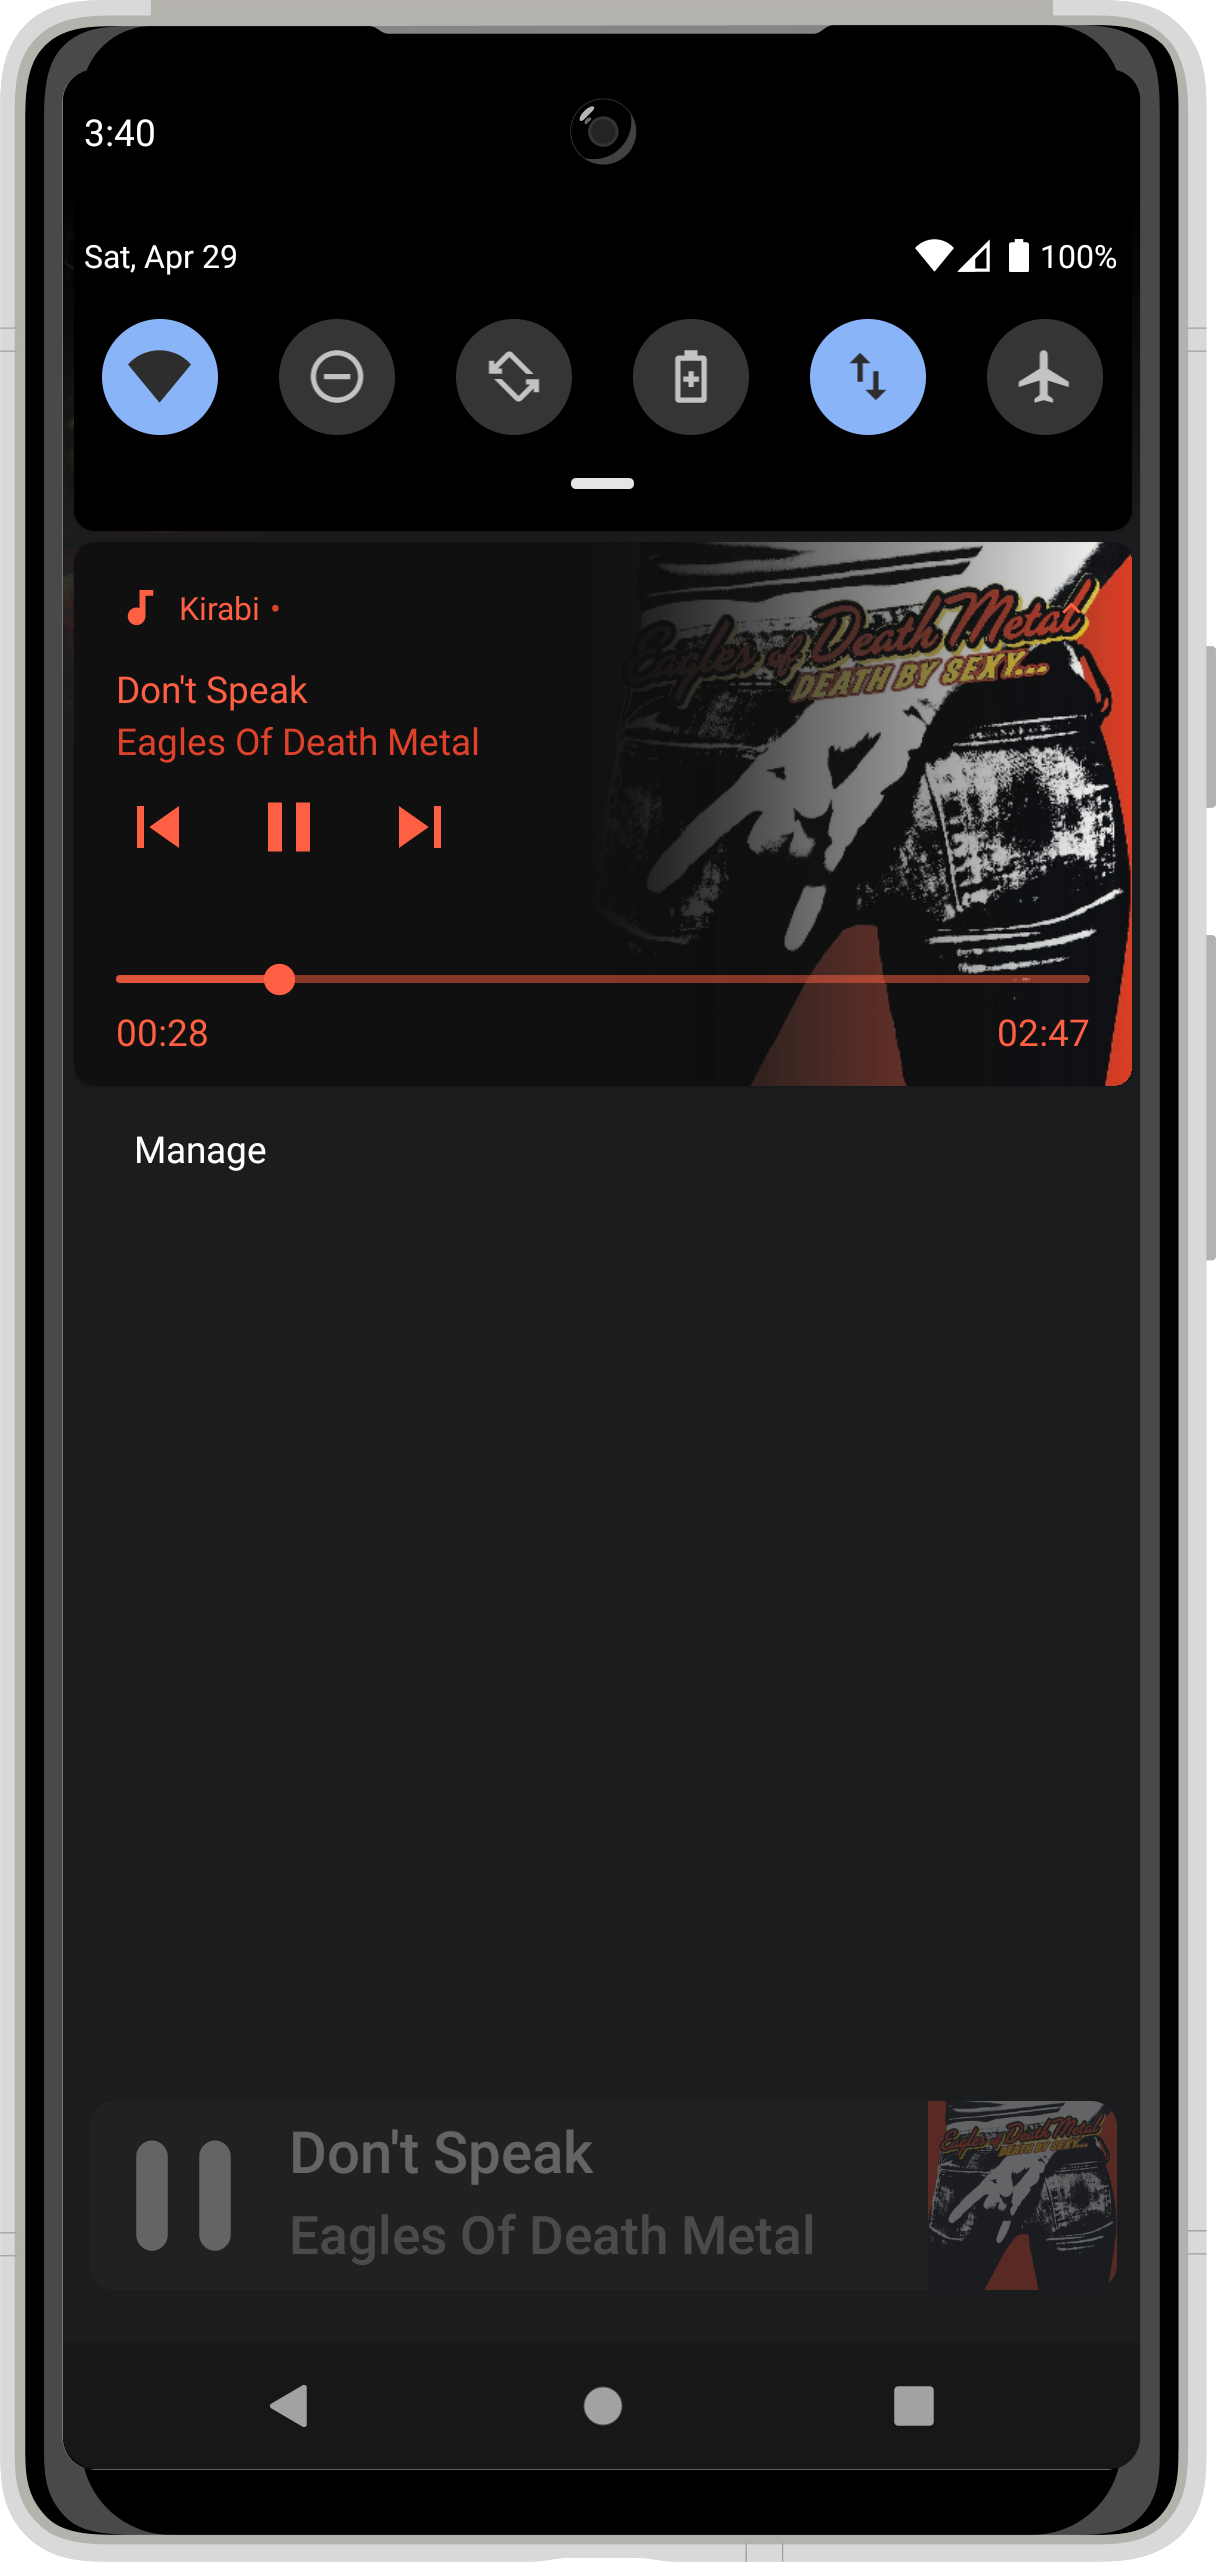 3:40
Sat, Apr 29
100%
Kirabi •
Eagles of Death Metal
DEATH BY SEXY...
Don't Speak
Eagles Of Death Metal
00:28
02:47
Manage
Don't Speak
Eagles Of Death Metal
Eagles of Death Metal
DEATH BY SEXY...